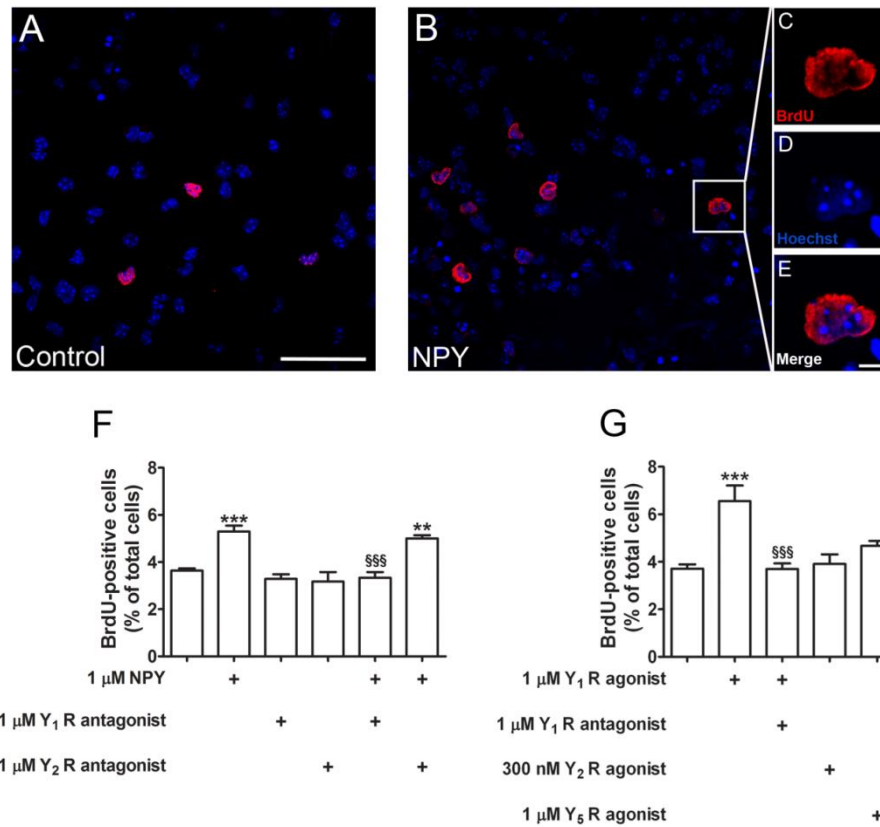 A
B
C
BrdU
D
Hoechst
E
Merge
Control
NPY
F
BrdU-positive cells
(% of total cells)
8
6
4
2
0
***
§§§
**
1 µM NPY + + +
1 µM Y₁ R antagonist + +
1 µM Y₂ R antagonist + +
G
BrdU-positive cells
(% of total cells)
8
6
4
2
0
***
§§§
1 µM Y₁ R agonist + +
1 µM Y₁ R antagonist +
300 nM Y₂ R agonist +
1 µM Y₅ R agonist +